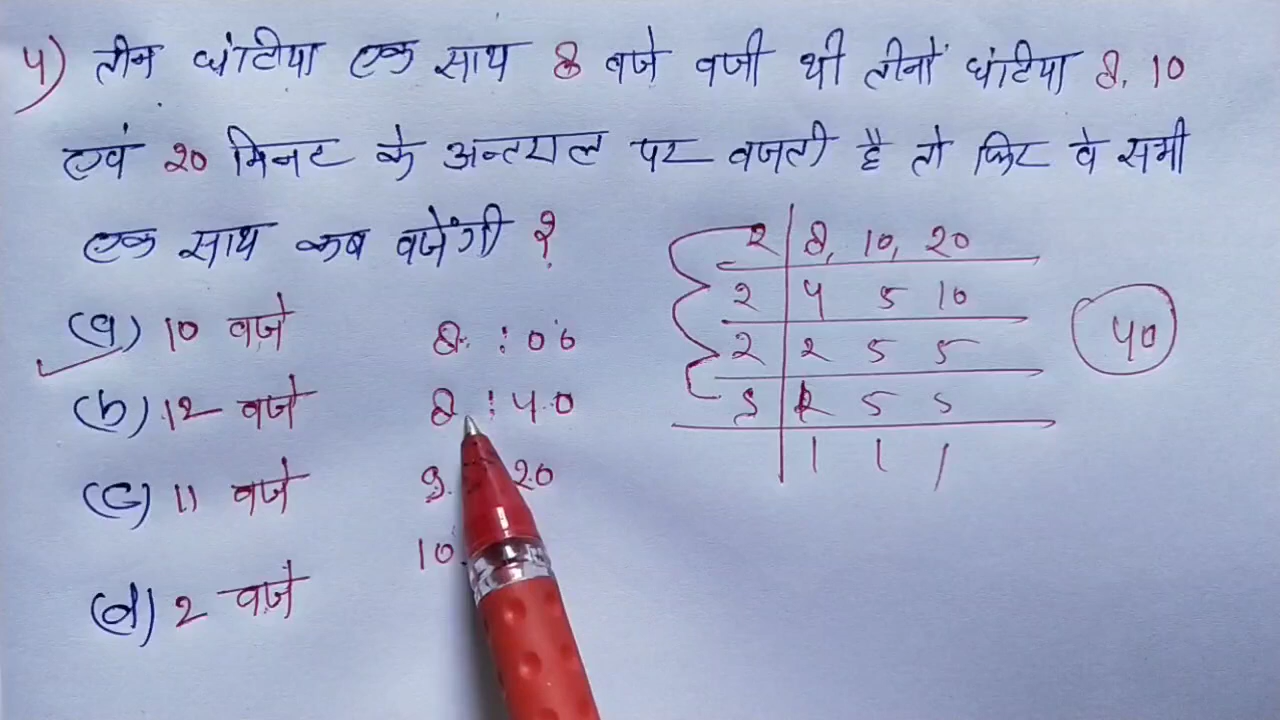 4) तीन घंटिया एक साथ 8 बजे बजी थी तीनों घंटिया 8, 10
एवं 20 मिनट के अन्तराल पर बजती है तो फिर वे सभी
एक साथ कब बजेंगी ?
(a) 10 बजे
(b) 12 बजे
(c) 11 बजे
(d) 2 बजे
8 : 00
8 : 40
9 20
10
2 | 8, 10, 20
2 | 4 5 10
2 | 2 5 5
5 | 1 5 5
1 1 1
40